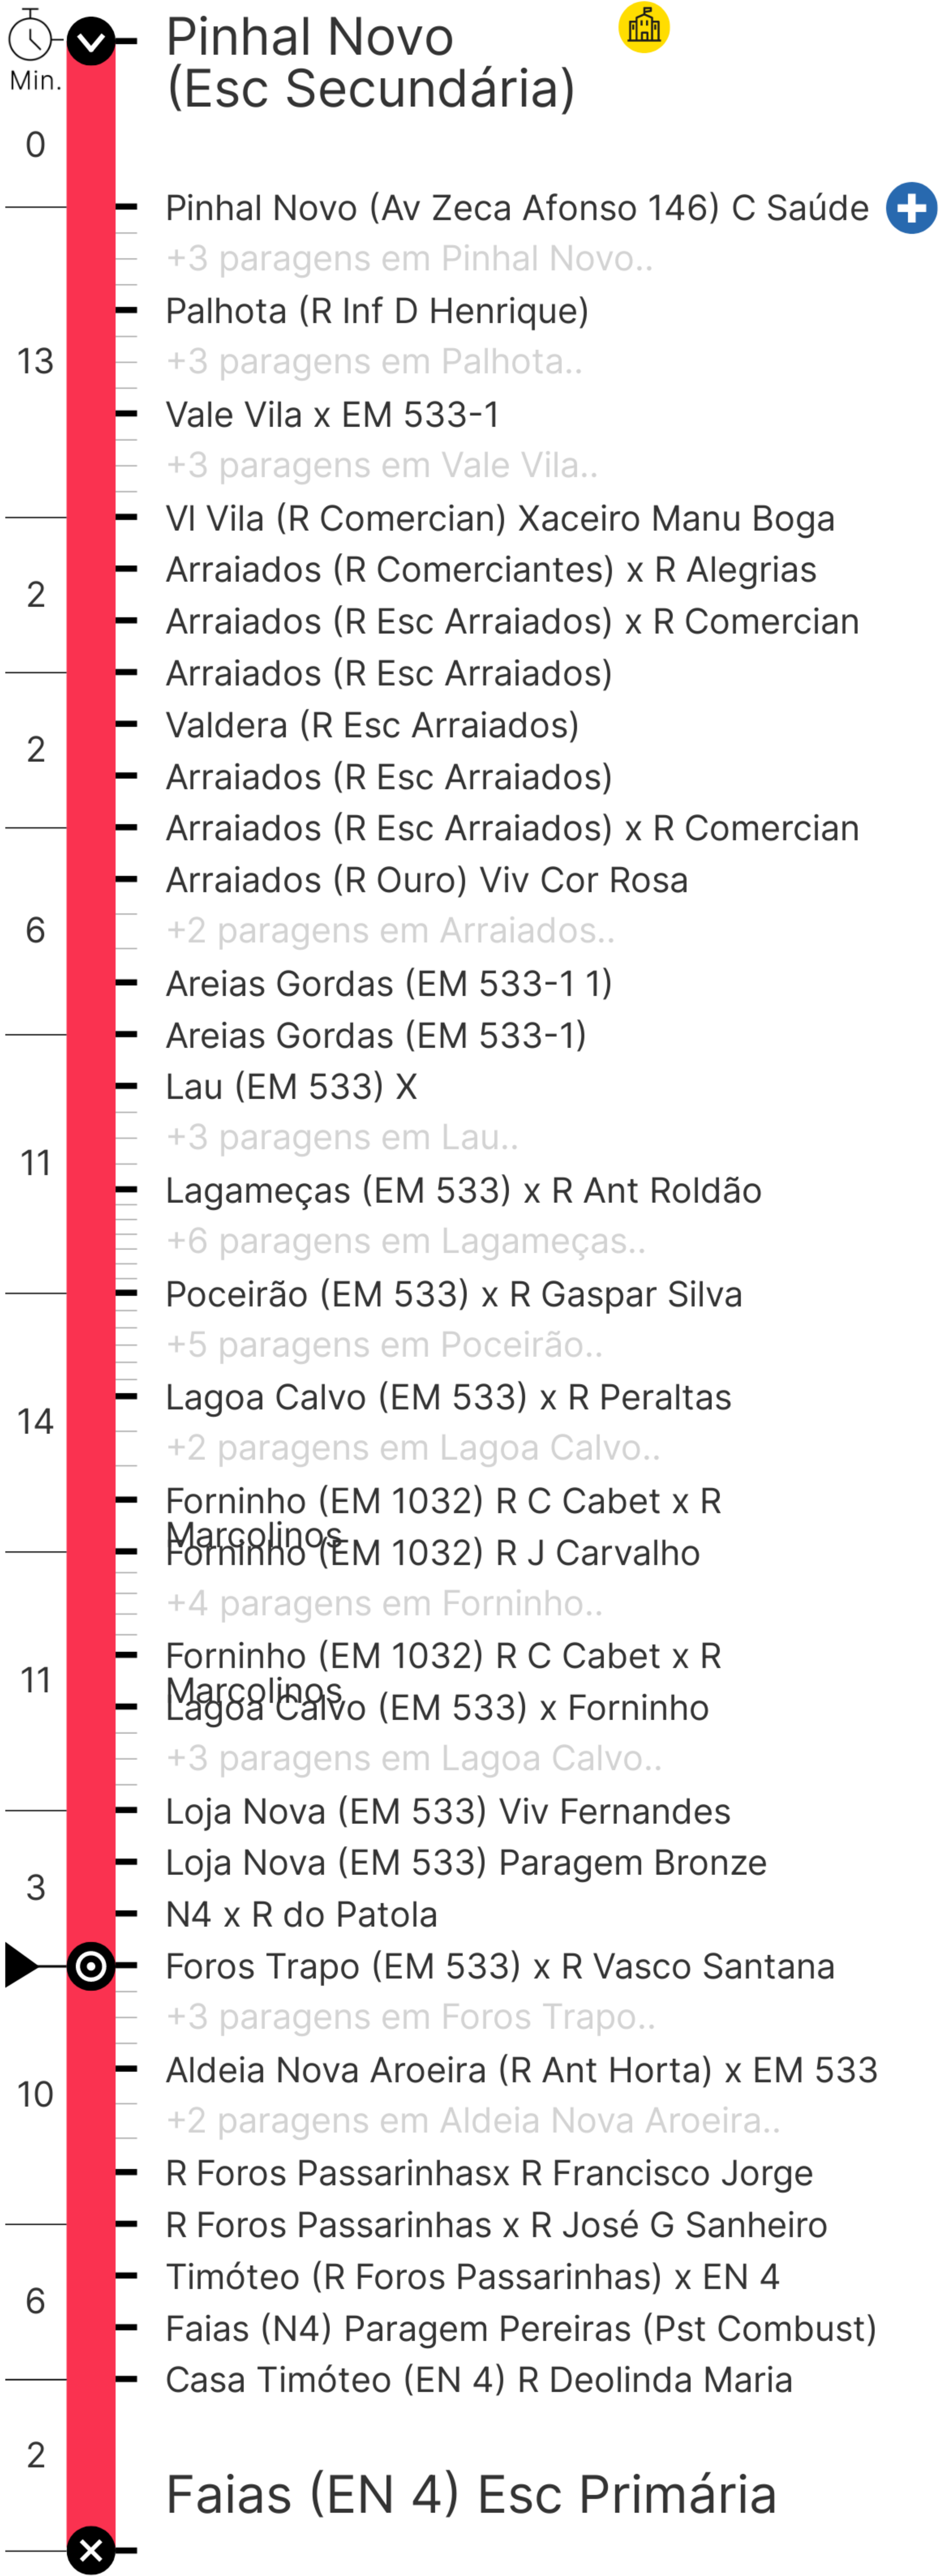 Pinhal Novo
(Esc Secundária)
Min.
0
Pinhal Novo (Av Zeca Afonso 146) C Saúde
+3 paragens em Pinhal Novo..
Palhota (R Inf D Henrique)
13
+3 paragens em Palhota..
Vale Vila x EM 533-1
+3 paragens em Vale Vila..
Vl Vila (R Comercian) Xaceiro Manu Boga
Arraiados (R Comerciantes) x R Alegrias
2
Arraiados (R Esc Arraiados) x R Comercian
Arraiados (R Esc Arraiados)
Valdera (R Esc Arraiados)
2
Arraiados (R Esc Arraiados)
Arraiados (R Esc Arraiados) x R Comercian
Arraiados (R Ouro) Viv Cor Rosa
6
+2 paragens em Arraiados..
Areias Gordas (EM 533-1 1)
Areias Gordas (EM 533-1)
Lau (EM 533) X
+3 paragens em Lau..
11
Lagameças (EM 533) x R Ant Roldão
+6 paragens em Lagameças..
Poceirão (EM 533) x R Gaspar Silva
+5 paragens em Poceirão..
Lagoa Calvo (EM 533) x R Peraltas
14
+2 paragens em Lagoa Calvo..
Forninho (EM 1032) R C Cabet x R
Marcolinos
Forninho (EM 1032) R J Carvalho
+4 paragens em Forninho..
Forninho (EM 1032) R C Cabet x R
11
Marcolinos
Lagoa Calvo (EM 533) x Forninho
+3 paragens em Lagoa Calvo..
Loja Nova (EM 533) Viv Fernandes
Loja Nova (EM 533) Paragem Bronze
3
N4 x R do Patola
Foros Trapo (EM 533) x R Vasco Santana
+3 paragens em Foros Trapo..
Aldeia Nova Aroeira (R Ant Horta) x EM 533
10
+2 paragens em Aldeia Nova Aroeira..
R Foros Passarinhasx R Francisco Jorge
R Foros Passarinhas x R José G Sanheiro
Timóteo (R Foros Passarinhas) x EN 4
6
Faias (N4) Paragem Pereiras (Pst Combust)
Casa Timóteo (EN 4) R Deolinda Maria
2
Faias (EN 4) Esc Primária